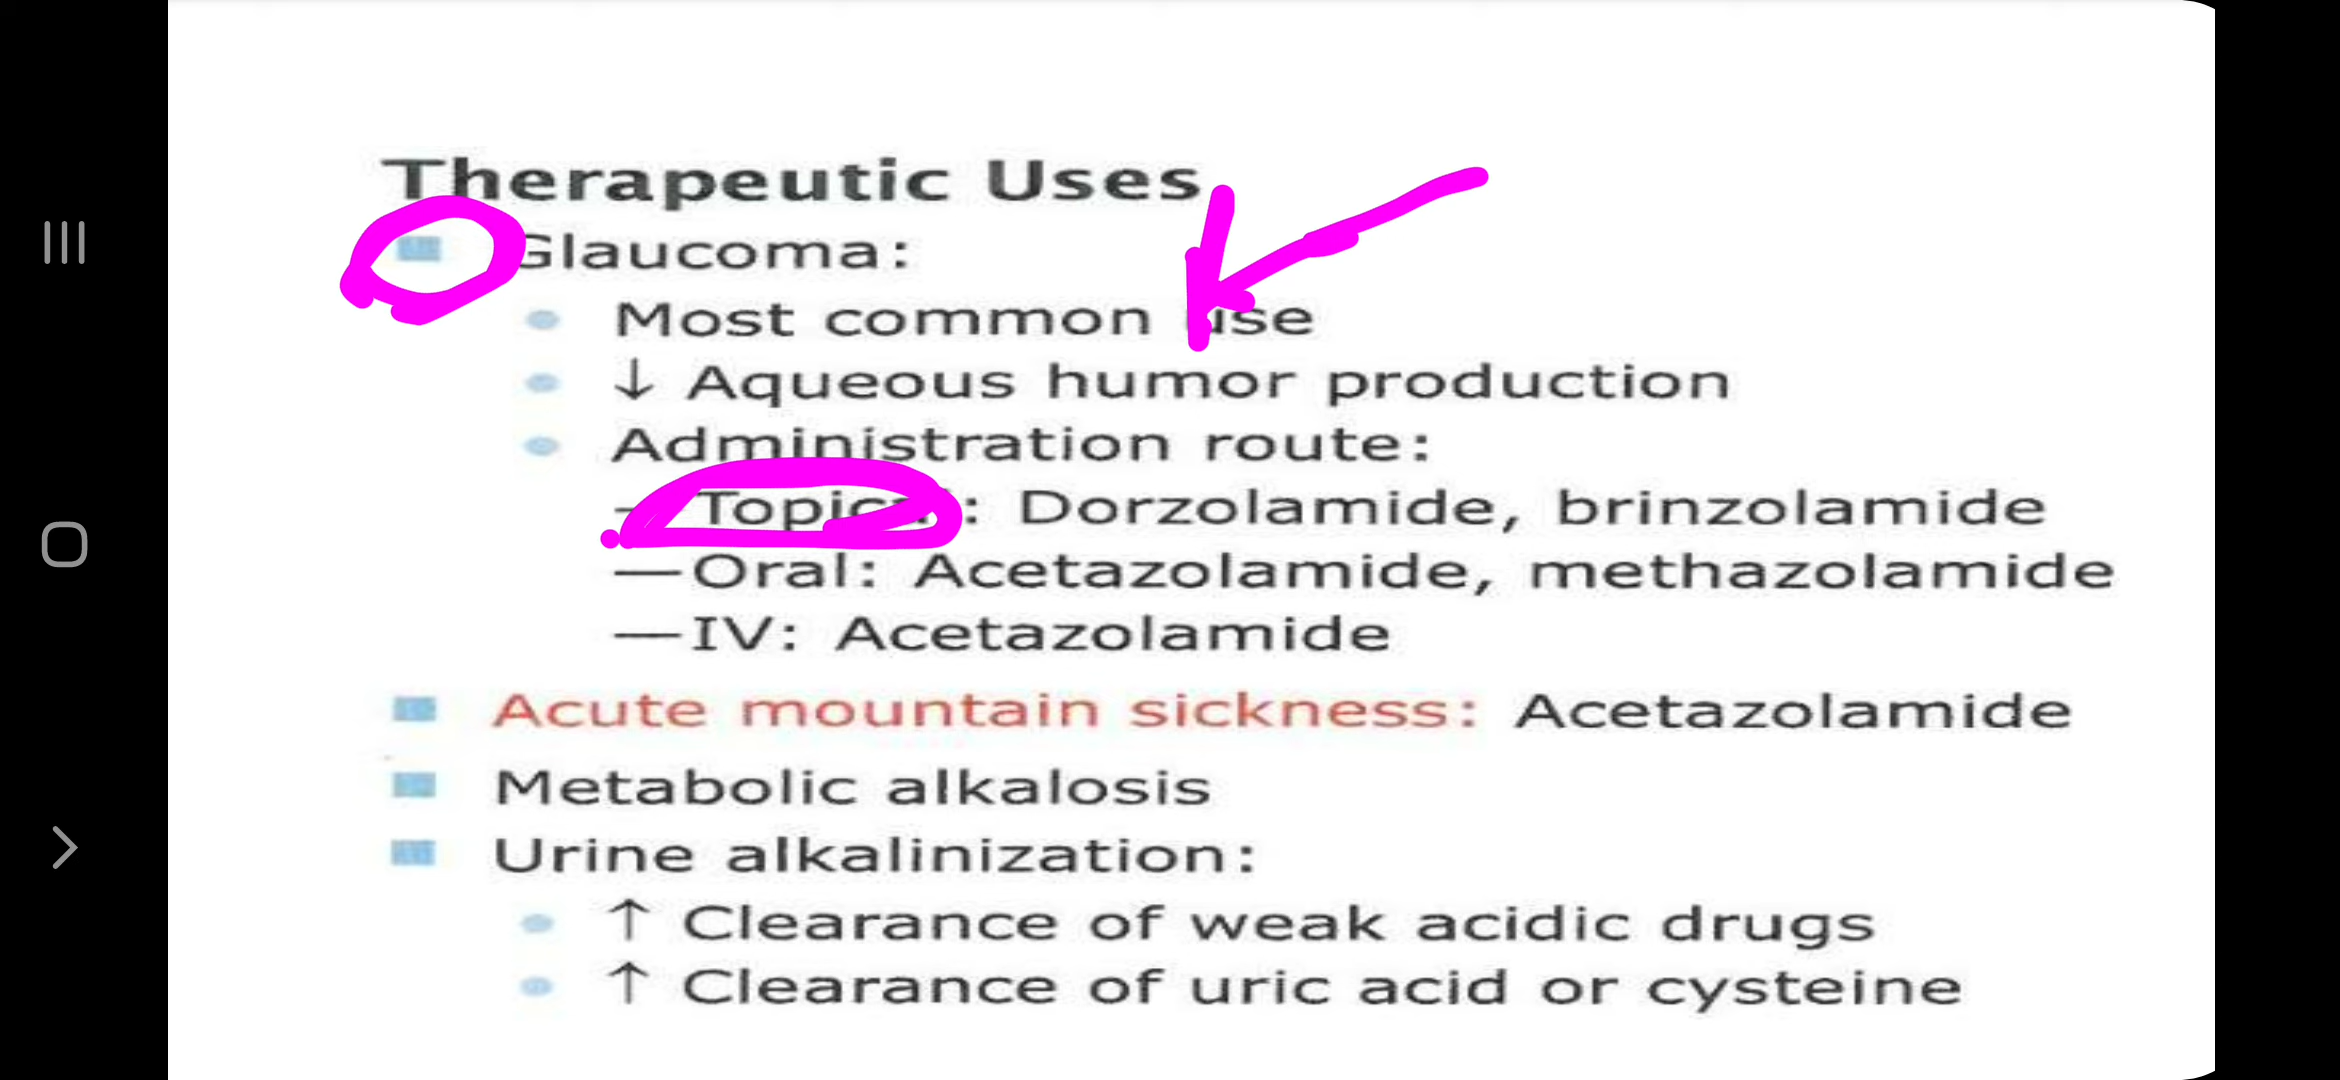 Therapeutic Uses
Glaucoma:
Most common use
↓ Aqueous humor production
Administration route:
— Topical: Dorzolamide, brinzolamide
—Oral: Acetazolamide, methazolamide
—IV: Acetazolamide
Acute mountain sickness: Acetazolamide
Metabolic alkalosis
Urine alkalinization:
↑ Clearance of weak acidic drugs
↑ Clearance of uric acid or cysteine